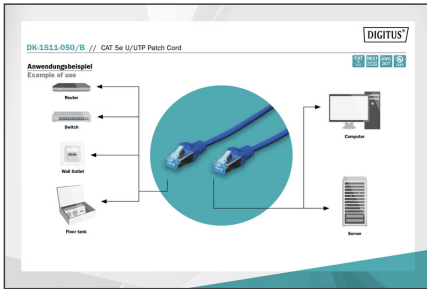 DIGITUS®
DK-1511-050/B // CAT 5e U/UTP Patch Cord
Anwendungsbeispiel
Example of use
Router
Switch
Wall Outlet
Floor tank
Computer
Server